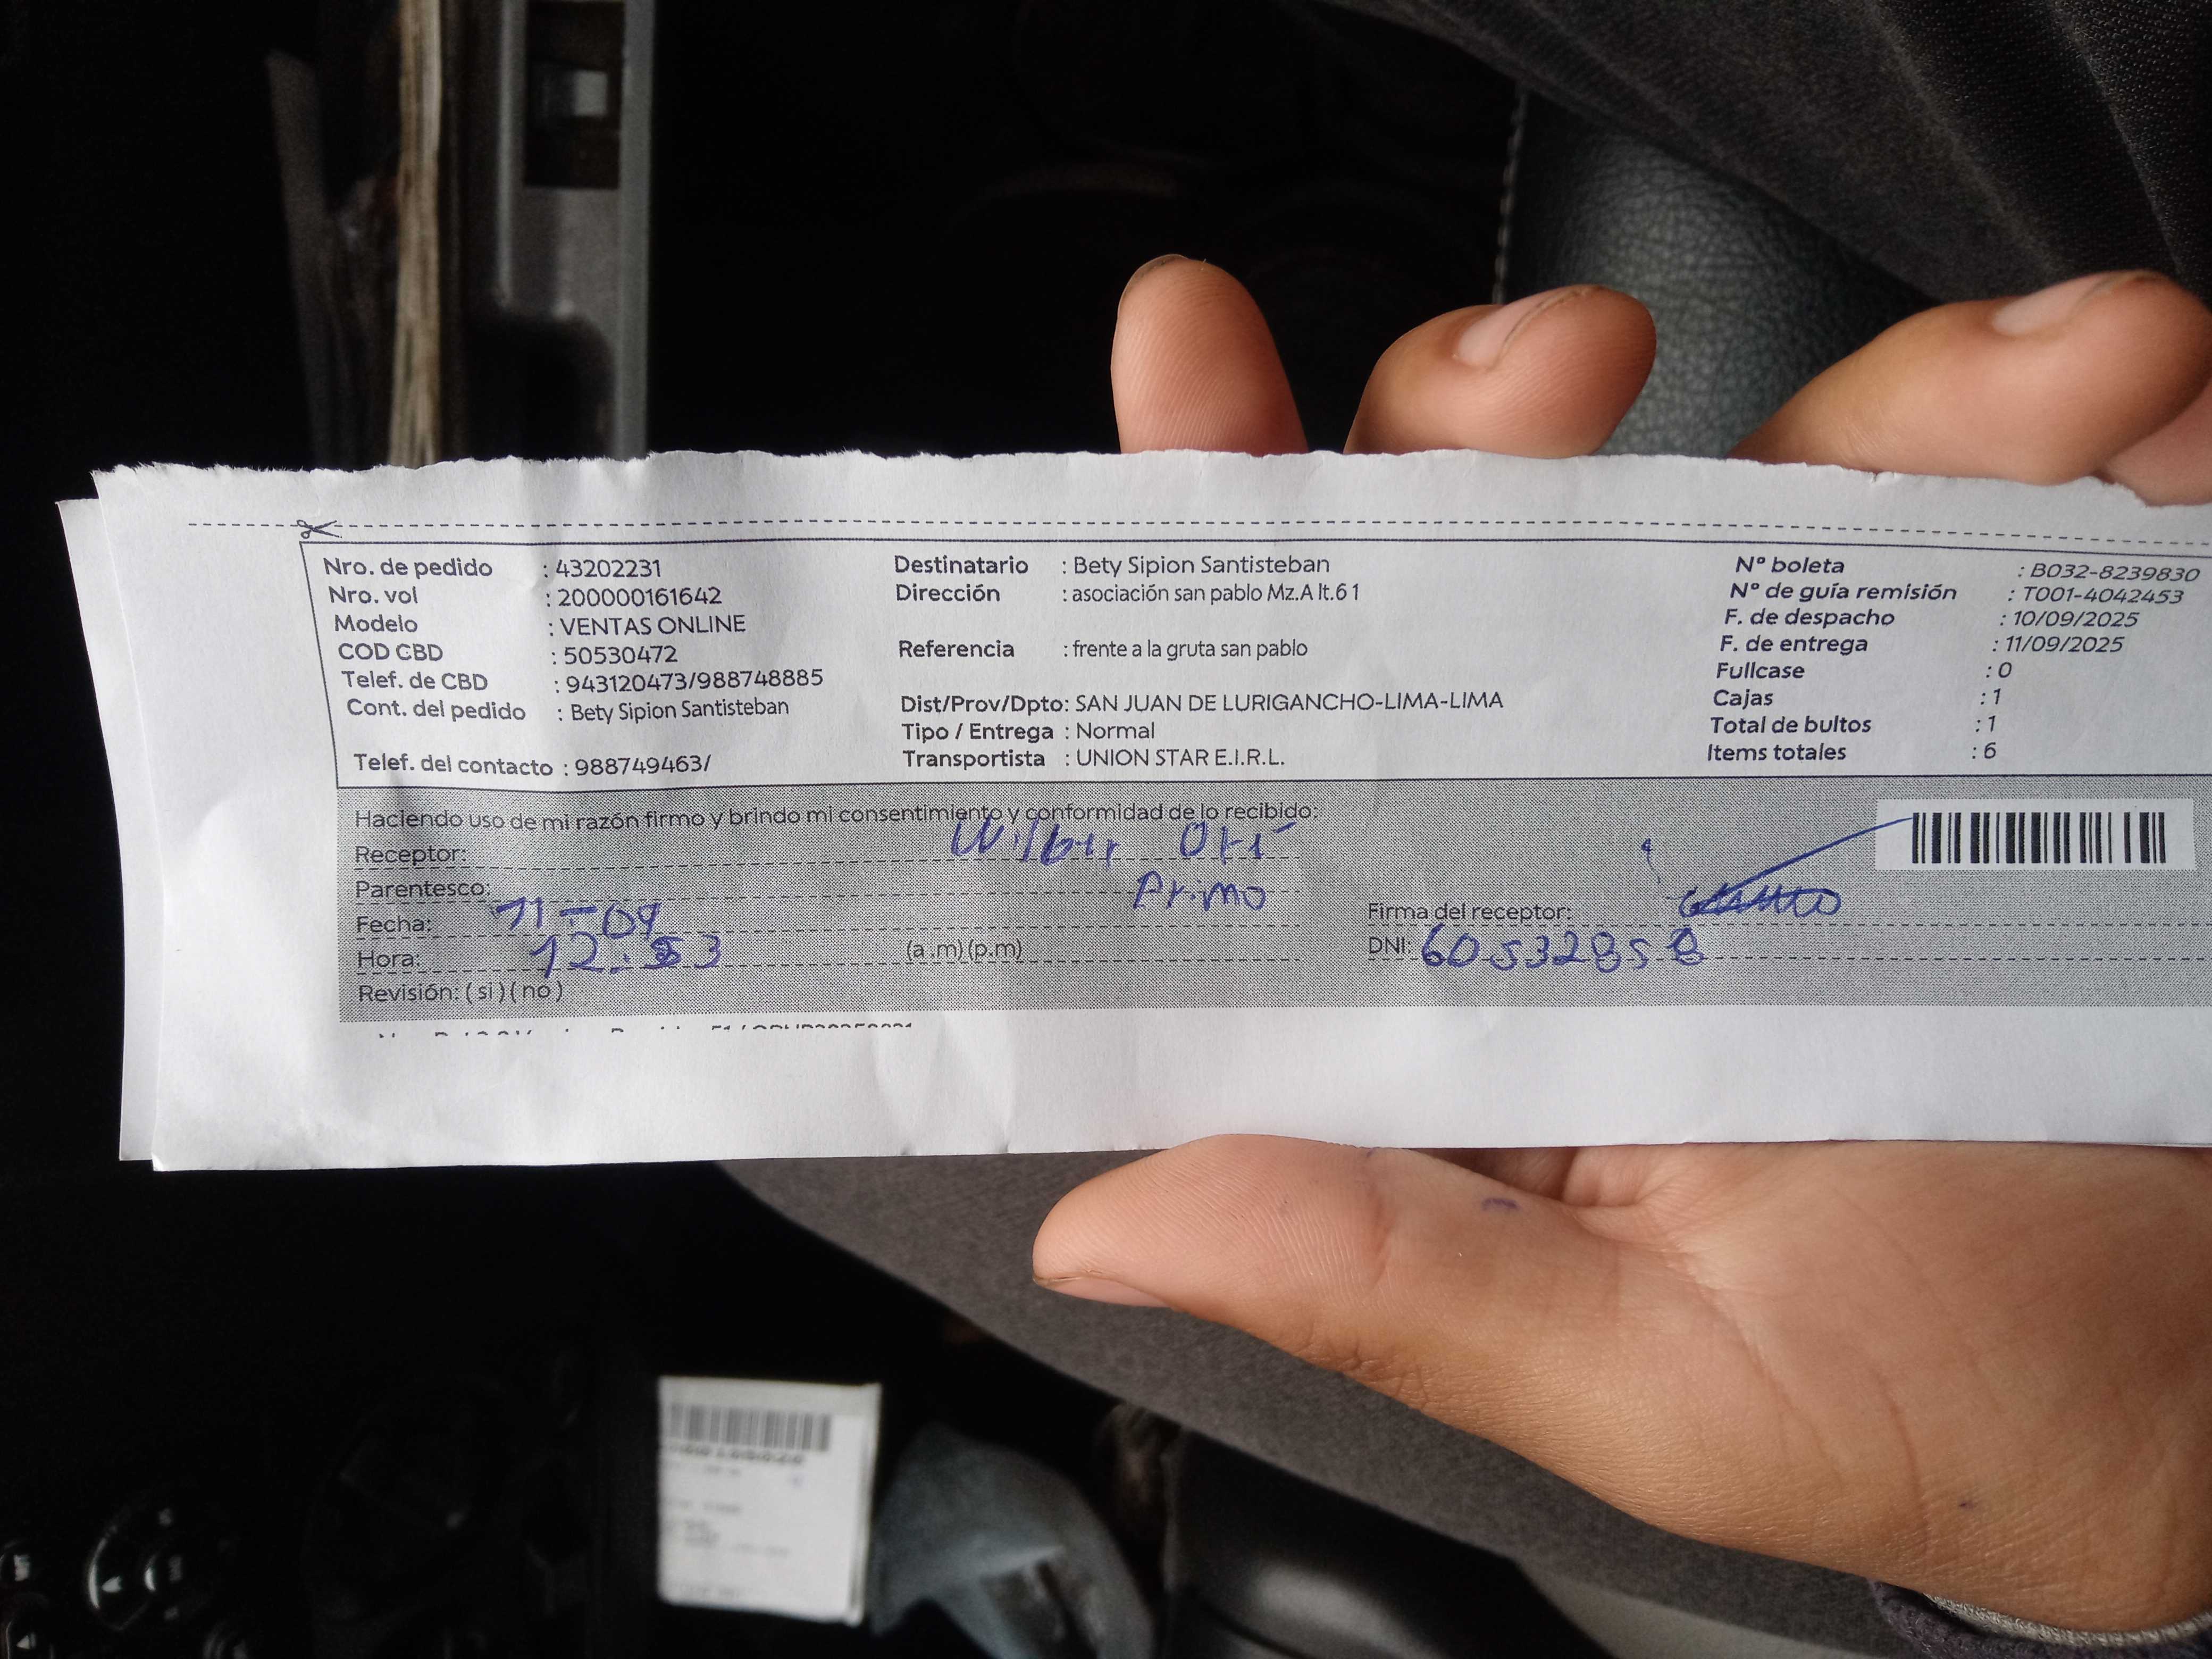 Nro. de pedido : 43202231
Nro. vol : 200000161642
Modelo : VENTAS ONLINE
COD CBD : 50530472
Telef. de CBD : 943120473/988748885
Cont. del pedido : Bety Sipion Santisteban
Telef. del contacto : 988749463/
Destinatario : Bety Sipion Santisteban
Dirección : asociación san pablo Mz.A lt.61
Referencia : frente a la gruta san pablo
Dist/Prov/Dpto: SAN JUAN DE LURIGANCHO-LIMA-LIMA
Tipo / Entrega : Normal
Transportista : UNION STAR E.I.R.L.
Nº boleta : B032-8239830
Nº de guía remisión : T001-4042453
F. de despacho : 10/09/2025
F. de entrega : 11/09/2025
Fullcase : 0
Cajas : 1
Total de bultos : 1
Items totales : 6
Haciendo uso de mi razón firmo y brindo mi consentimiento y conformidad de lo recibido:
Receptor:
Parentesco: Primo
Fecha: 11-09
Hora: 12:53 (a.m)(p.m)
Revisión: (si)(no)
Firma del receptor:
DNI: 60532858